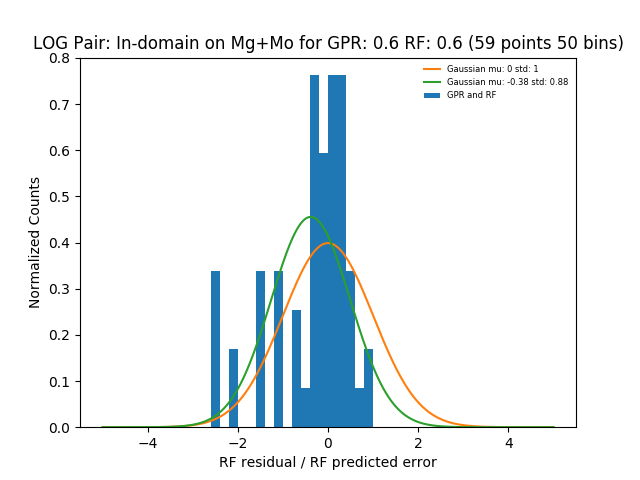 LOG Pair: In-domain on Mg+Mo for GPR: 0.6 RF: 0.6 (59 points 50 bins)
Gaussian mu: 0 std: 1
Gaussian mu: -0.38 std: 0.88
GPR and RF
Normalized Counts
0.8
0.7
0.6
0.5
0.4
0.3
0.2
0.1
0.0
−4 −2 0 2 4
RF residual / RF predicted error